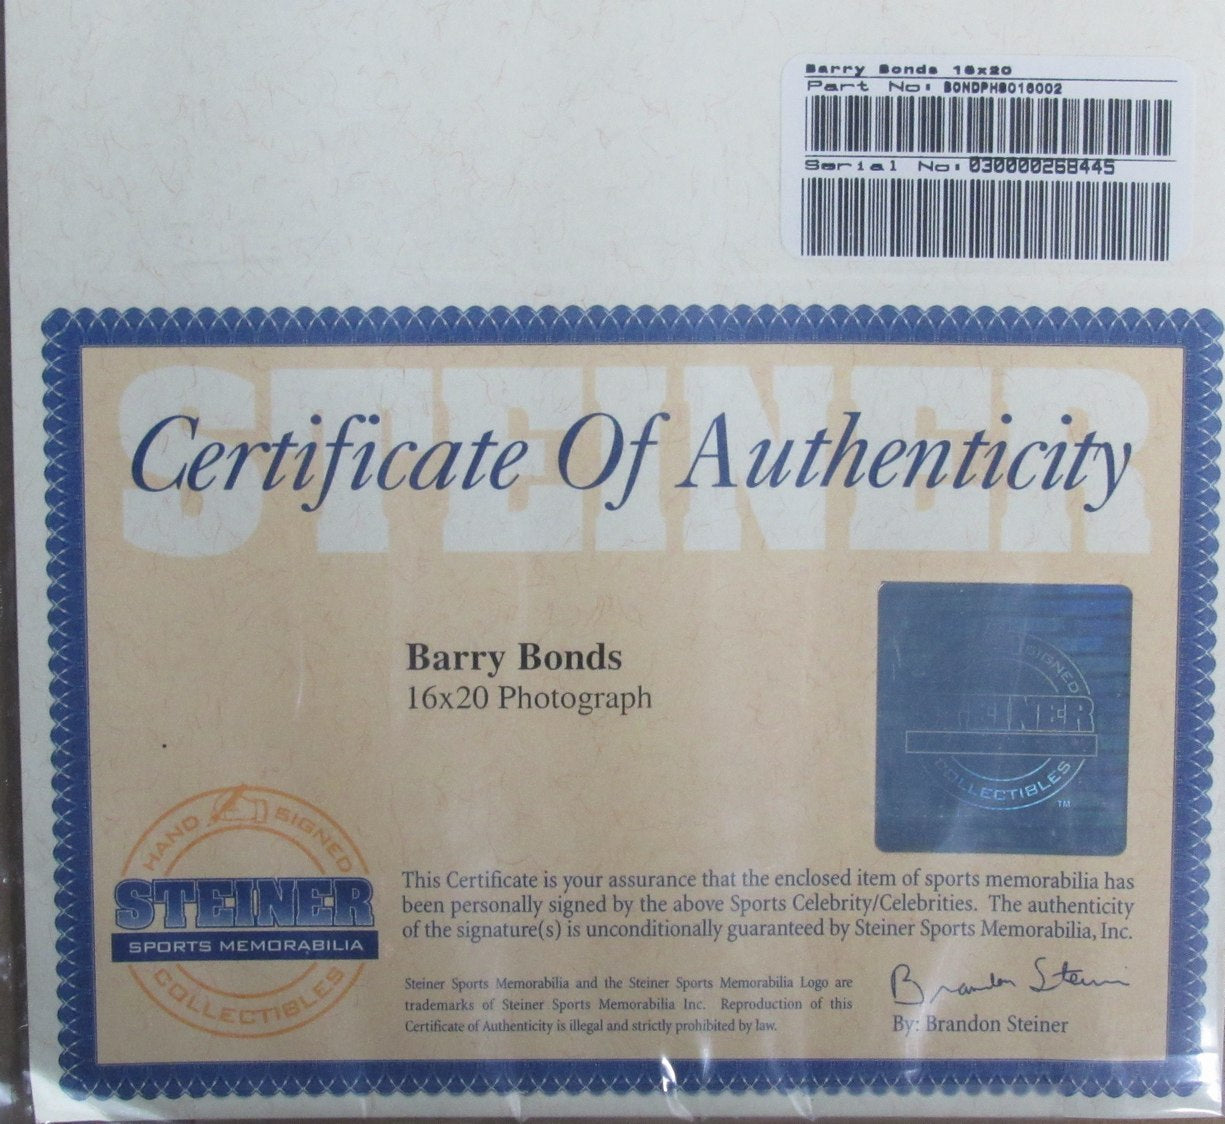 Barry Bonds 16x20
Part No: BONDPHS016002
Serial No: 030000268445
STEINER
Certificate Of Authenticity
Barry Bonds
16x20 Photograph
SIGNED
STEINER
COLLECTIBLES
TM
HAND SIGNED
STEINER
SPORTS MEMORABILIA
COLLECTIBLES
This Certificate is your assurance that the enclosed item of sports memorabilia has
been personally signed by the above Sports Celebrity/Celebrities. The authenticity
of the signature(s) is unconditionally guaranteed by Steiner Sports Memorabilia, Inc.
Steiner Sports Memorabilia and the Steiner Sports Memorabilia Logo are
trademarks of Steiner Sports Memorabilia Inc. Reproduction of this
Certificate of Authenticity is illegal and strictly prohibited by law.
Brandon Steiner
By: Brandon Steiner